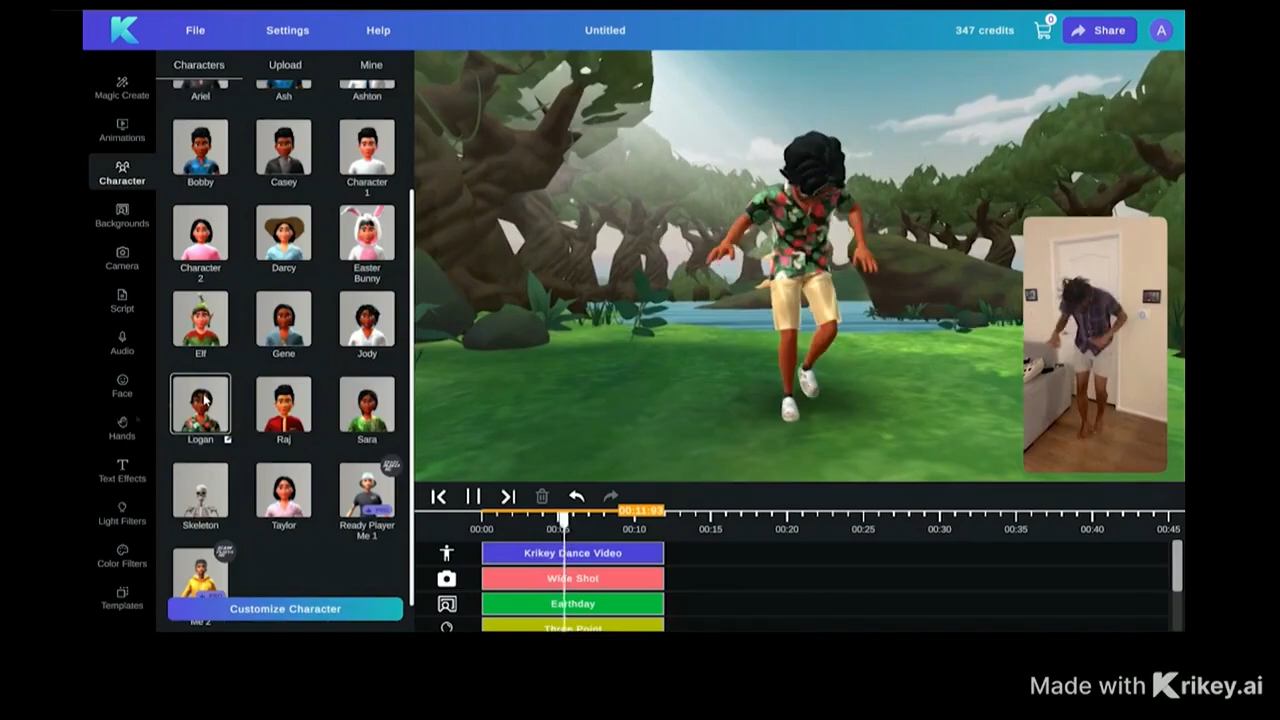 File Settings Help Untitled 347 credits 0 Share A
Characters Upload Mine
Magic Create
Animations
Character
Backgrounds
Camera
Script
Audio
Face
Hands
Text Effects
Light Filters
Color Filters
Templates
Ariel Ash Ashton
Bobby Casey Character 1
Character 2 Darcy Easter Bunny
Elf Gene Jody
Logan Raj Sara
Skeleton Taylor Ready Player Me 1
PRO
Me 2
Customize Character
00:11:93
00:00 00:05 00:10 00:15 00:20 00:25 00:30 00:35 00:40 00:45
Krikey Dance Video
Wide Shot
Earthday
Three Point
Made with Krikey.ai